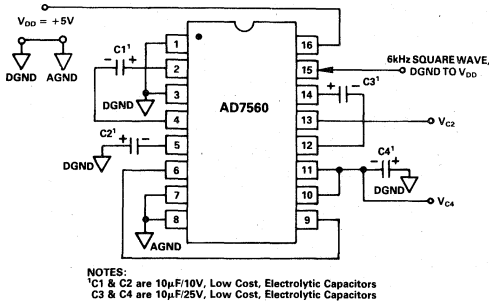 V_DD = +5V
DGND
AGND
C1¹
- +
DGND
C2¹
+ -
DGND
1
2
3
4
5
6
7
8
AGND
AD7560
16
15
14
13
12
11
10
9
6kHz SQUARE WAVE,
DGND TO V_DD
C3¹
+ -
V_C2
C4¹
- +
DGND
V_C4
NOTES:
¹C1 & C2 are 10μF/10V, Low Cost, Electrolytic Capacitors
C3 & C4 are 10μF/25V, Low Cost, Electrolytic Capacitors